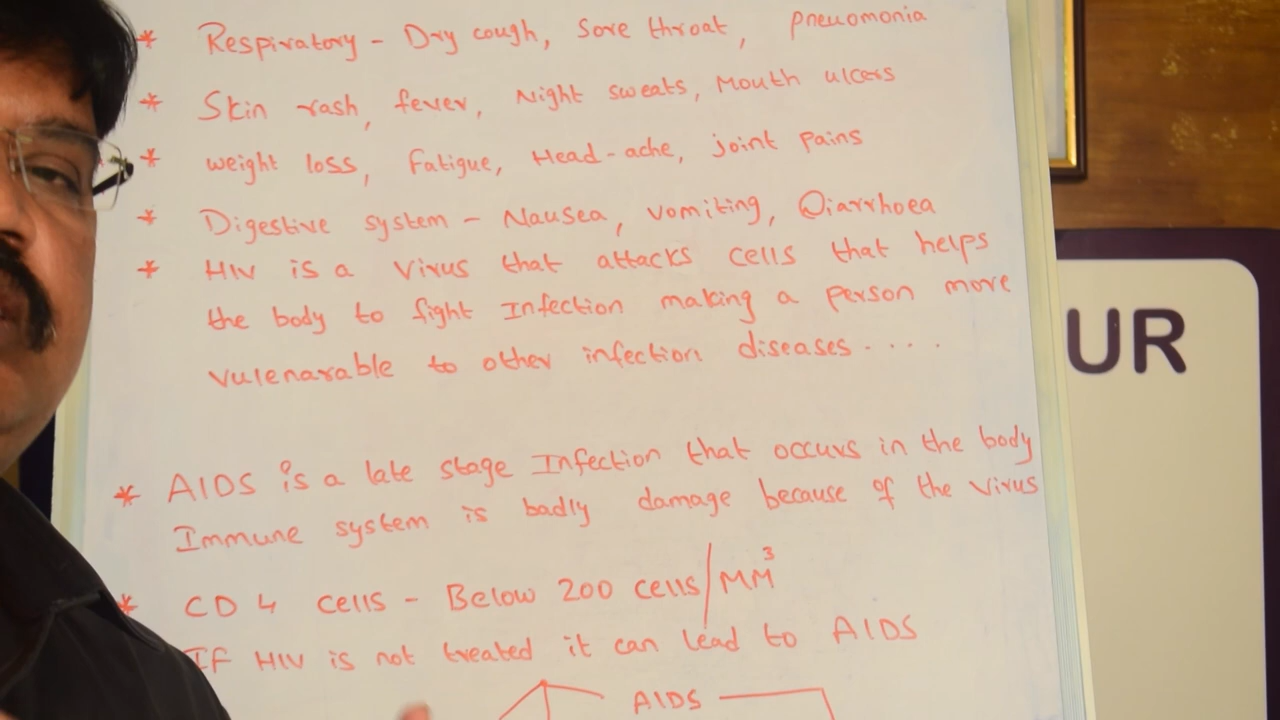 * Respiratory - Dry cough, Sore throat, pneuomonia
* Skin rash, fever, Night sweats, Mouth ulcers
* weight loss, Fatigue, Head-ache, joint pains
* Digestive system - Nausea, vomiting, Diarrhoea
* HIV is a virus that attacks cells that helps
the body to fight Infection making a person more
vulenarable to other infection diseases....
* AIDS is a late stage Infection that occurs in the body
Immune system is badly damage because of the virus
* CD4 cells - Below 200 cells/MM³
If HIV is not treated it can lead to AIDS
AIDS
UR